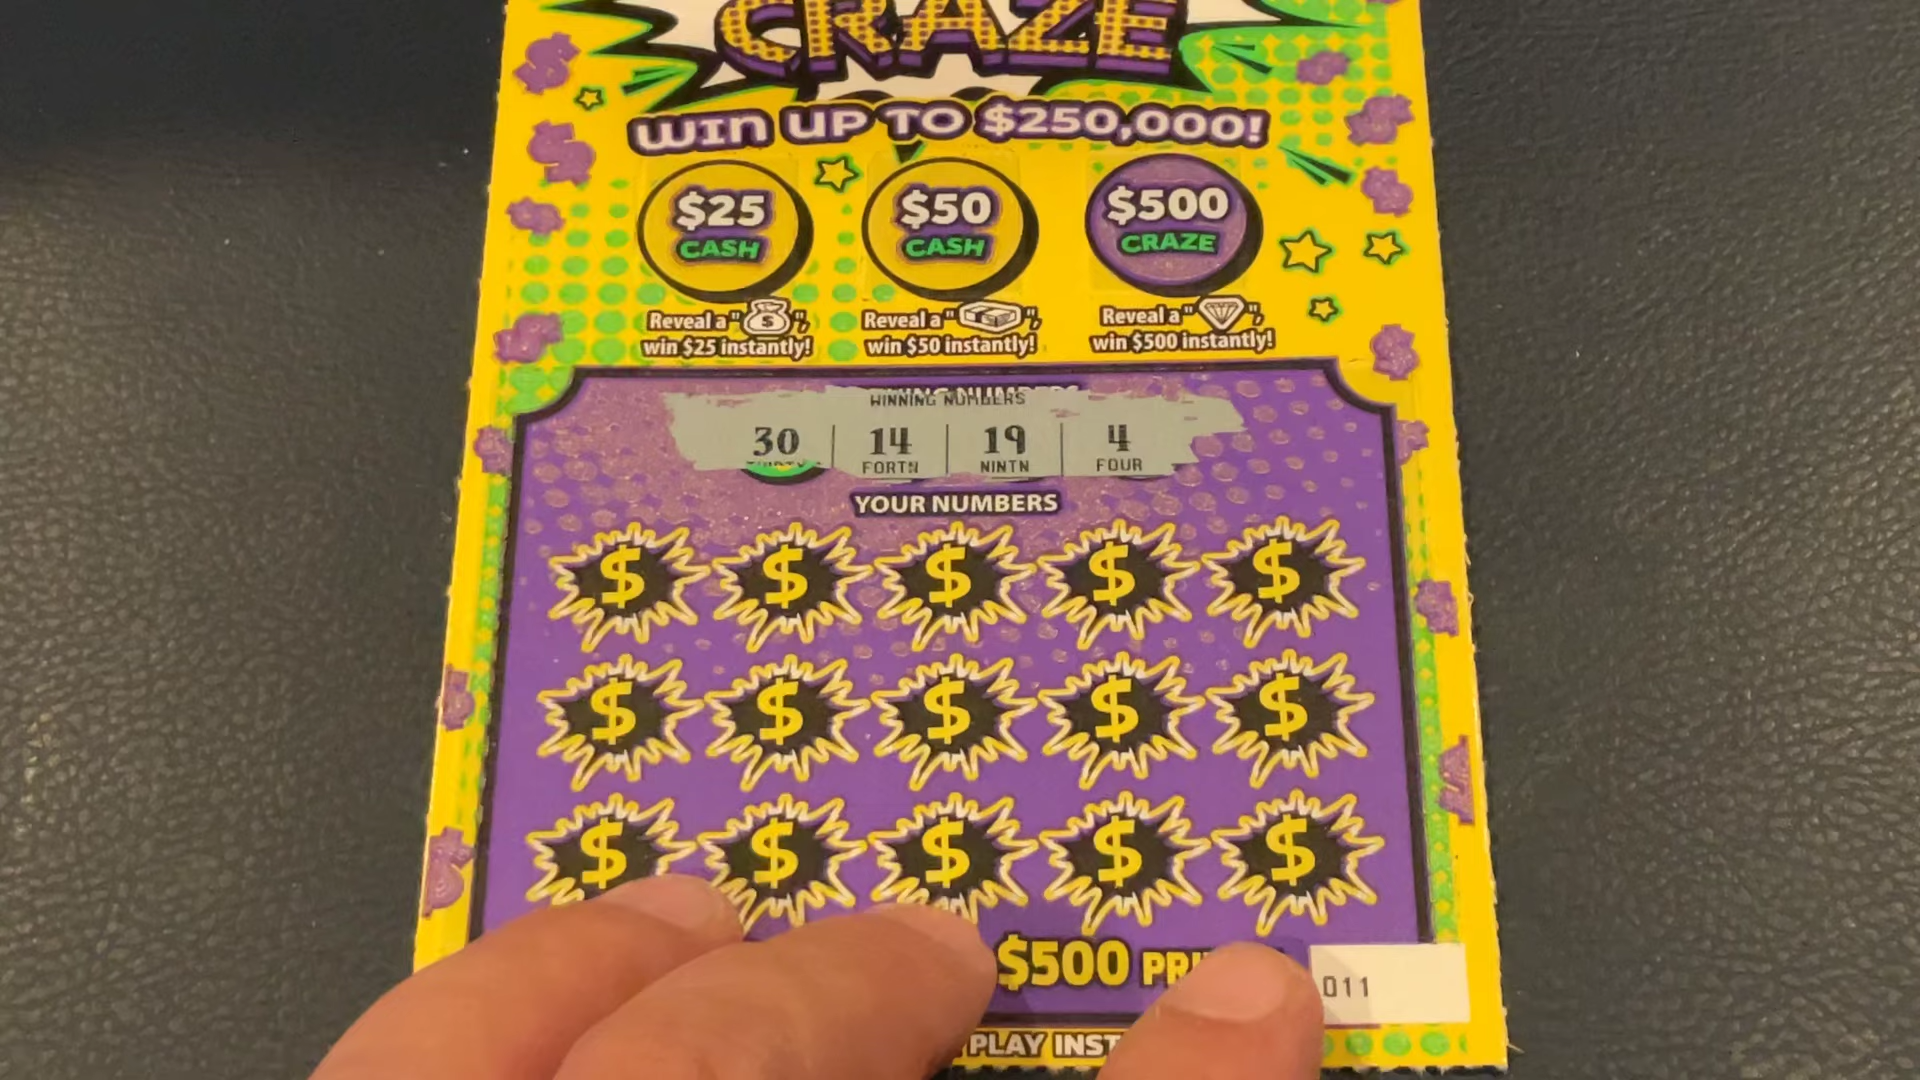 CRAZE
WIN UP TO $250,000!
$25 $50 $500
CASH CASH CRAZE
Reveal a " ", Reveal a " ", Reveal a " ",
win $25 instantly! win $50 instantly! win $500 instantly!
WINNING NUMBERS
30 14 19 4
FORTN NINTN FOUR
YOUR NUMBERS
$ $ $ $ $
$ $ $ $ $
$ $ $ $ $
$500
011
PLAY